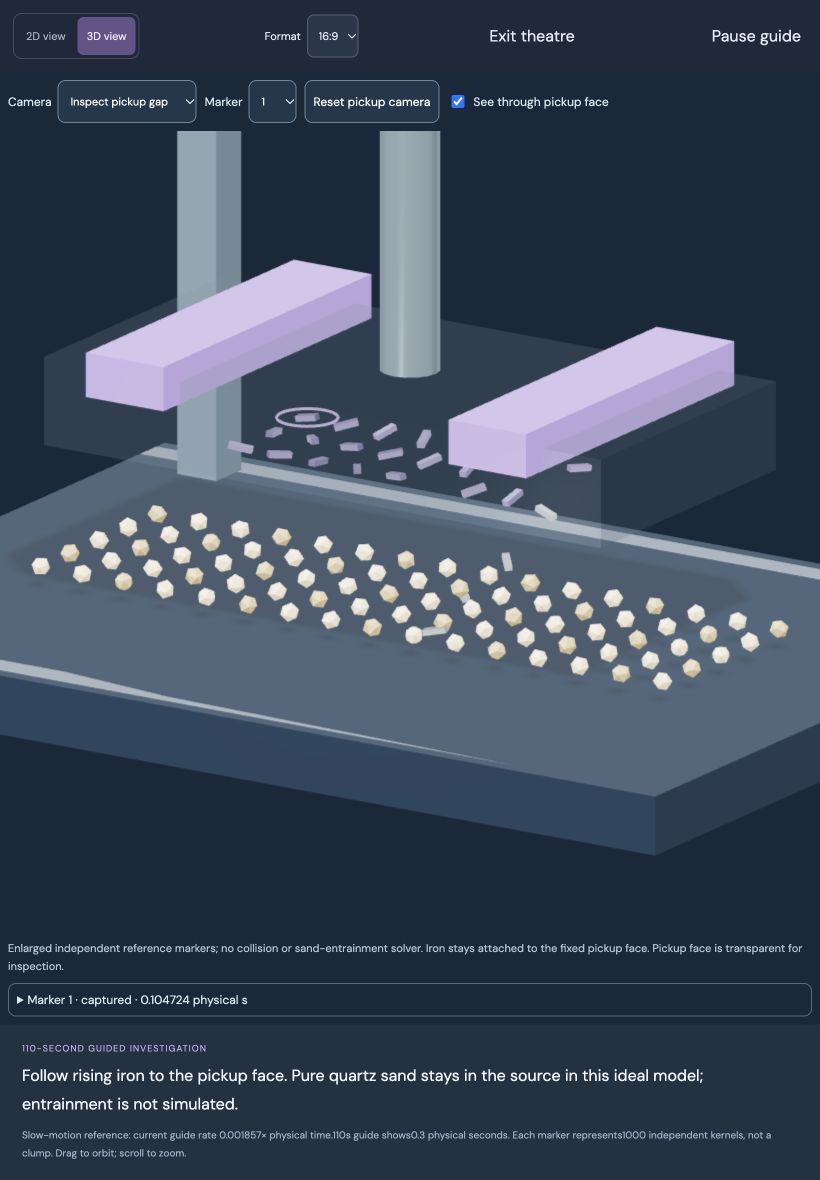 2D view 3D view Format 16:9 Exit theatre Pause guide
Camera Inspect pickup gap Marker 1 Reset pickup camera See through pickup face
Enlarged independent reference markers; no collision or sand-entrainment solver. Iron stays attached to the fixed pickup face. Pickup face is transparent for
inspection.
Marker 1 · captured · 0.104724 physical s
110-SECOND GUIDED INVESTIGATION
Follow rising iron to the pickup face. Pure quartz sand stays in the source in this ideal model;
entrainment is not simulated.
Slow-motion reference: current guide rate 0.001857× physical time.110s guide shows0.3 physical seconds. Each marker represents1000 independent kernels, not a
clump. Drag to orbit; scroll to zoom.